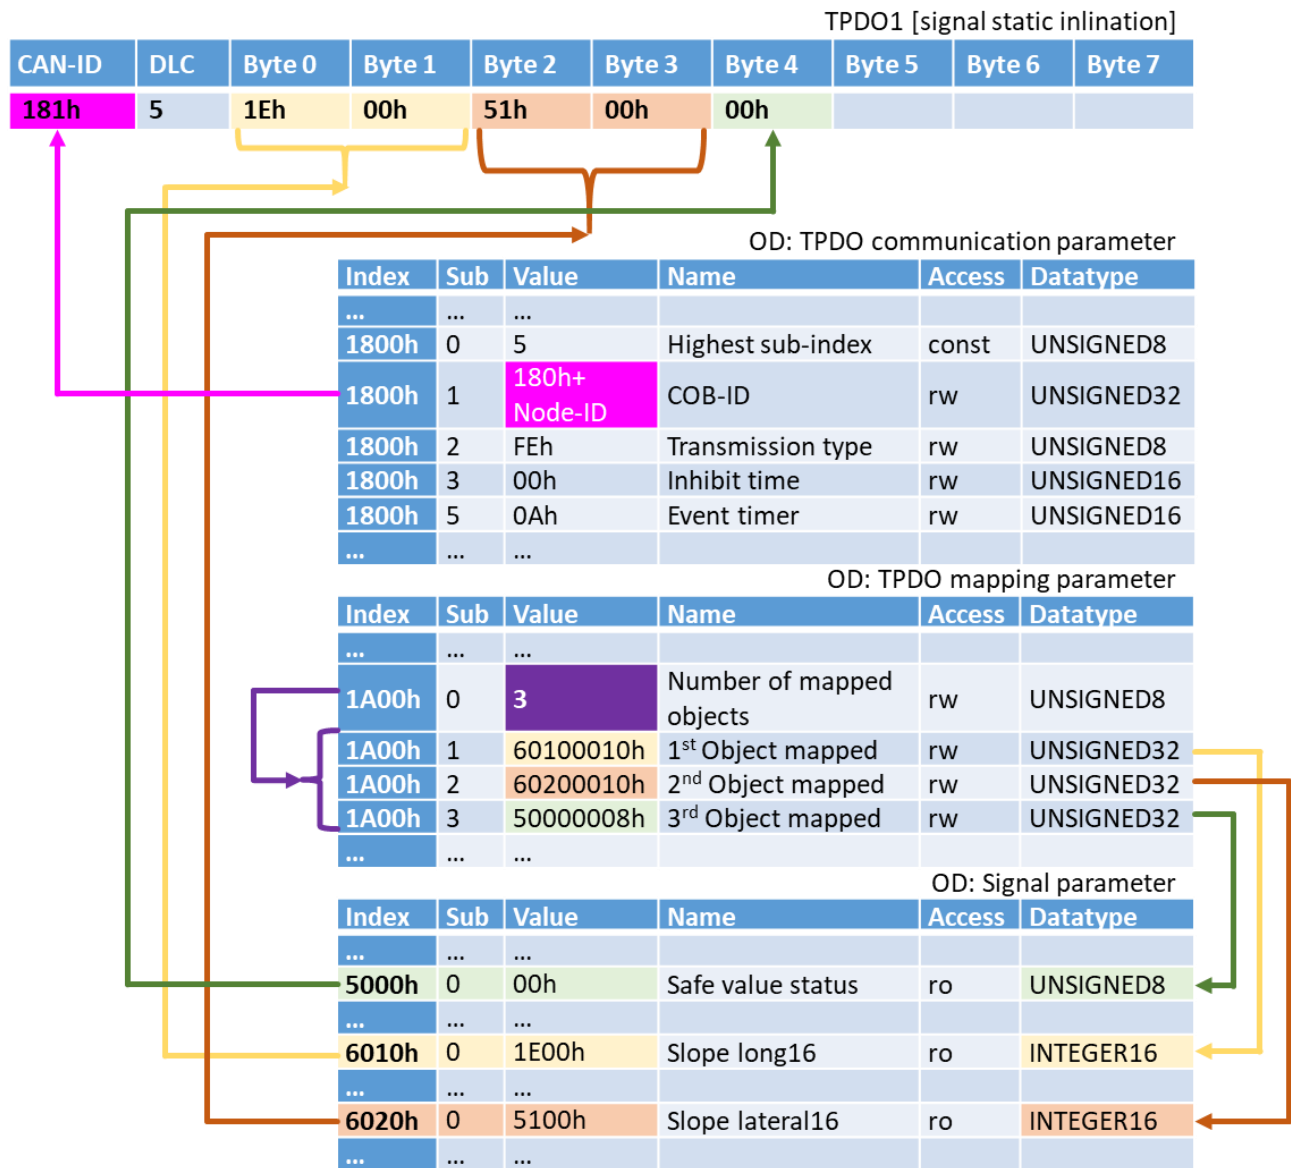 TPDO1 [signal static inlination]
CAN-ID DLC Byte 0 Byte 1 Byte 2 Byte 3 Byte 4 Byte 5 Byte 6 Byte 7
181h 5 1Eh 00h 51h 00h 00h
OD: TPDO communication parameter
Index Sub Value Name Access Datatype
... ... ...
1800h 0 5 Highest sub-index const UNSIGNED8
1800h 1 180h+ COB-ID rw UNSIGNED32
Node-ID
1800h 2 FEh Transmission type rw UNSIGNED8
1800h 3 00h Inhibit time rw UNSIGNED16
1800h 5 0Ah Event timer rw UNSIGNED16
... ... ...
OD: TPDO mapping parameter
Index Sub Value Name Access Datatype
... ... ...
1A00h 0 3 Number of mapped rw UNSIGNED8
objects
1A00h 1 60100010h 1st Object mapped rw UNSIGNED32
1A00h 2 60200010h 2nd Object mapped rw UNSIGNED32
1A00h 3 50000008h 3rd Object mapped rw UNSIGNED32
... ... ...
OD: Signal parameter
Index Sub Value Name Access Datatype
... ... ...
5000h 0 00h Safe value status ro UNSIGNED8
... ... ...
6010h 0 1E00h Slope long16 ro INTEGER16
... ... ...
6020h 0 5100h Slope lateral16 ro INTEGER16
... ... ...